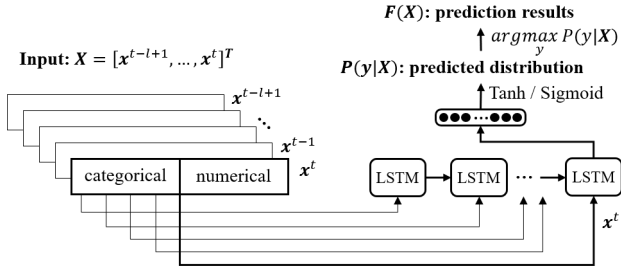 F(X): prediction results
argmax P(y|X)
y
Input: X = [x^{t-l+1}, ..., x^t]^T
P(y|X): predicted distribution
x^{t-l+1}
Tanh / Sigmoid
⋱
...
x^{t-1}
categorical numerical x^t
LSTM LSTM ... LSTM
x^t